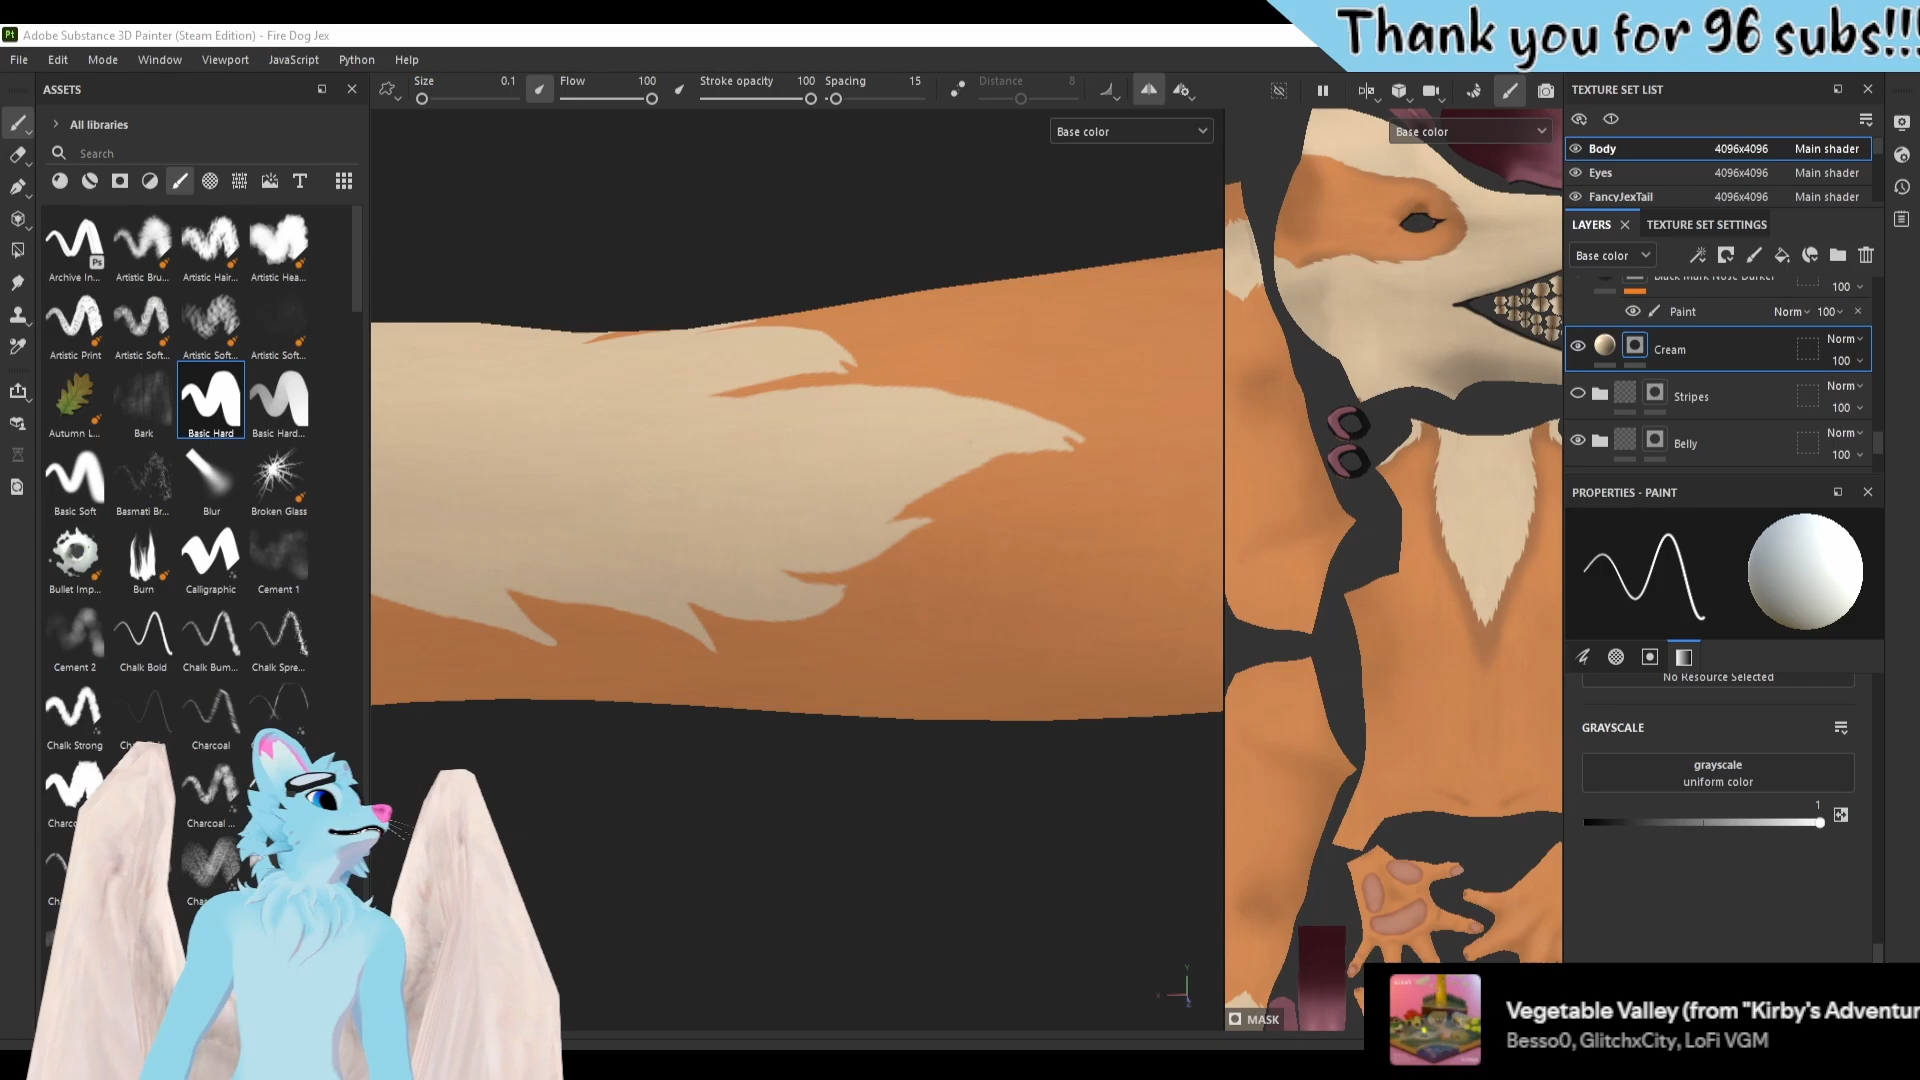 Thank you for 96 subs!!!
Adobe Substance 3D Painter (Steam Edition) - Fire Dog Jex
File Edit Mode Window Viewport JavaScript Python Help
ASSETS
Size 0.1 Flow 100 Stroke opacity 100 Spacing 15 Distance 8
All libraries
Search
Base color
Base color
Archive In... Artistic Bru... Artistic Hair... Artistic Hea...
Artistic Print Artistic Soft... Artistic Soft... Artistic Soft...
Autumn L... Bark Basic Hard Basic Hard...
Basic Soft Basmati Br... Blur Broken Glass
Bullet Imp... Burn Calligraphic Cement 1
Cement 2 Chalk Bold Chalk Bum... Chalk Spre...
Chalk Strong Charcoal
Charcoal ...
MASK
TEXTURE SET LIST
Body 4096x4096 Main shader
Eyes 4096x4096 Main shader
FancyJexTail 4096x4096 Main shader
LAYERS TEXTURE SET SETTINGS
Base color
100
Paint Norm 100
Cream Norm
100
Stripes Norm
100
Belly Norm
100
PROPERTIES - PAINT
No Resource Selected
GRAYSCALE
grayscale
uniform color
1
Vegetable Valley (from "Kirby's Adventur
BessoO, GlitchxCity, LoFi VGM